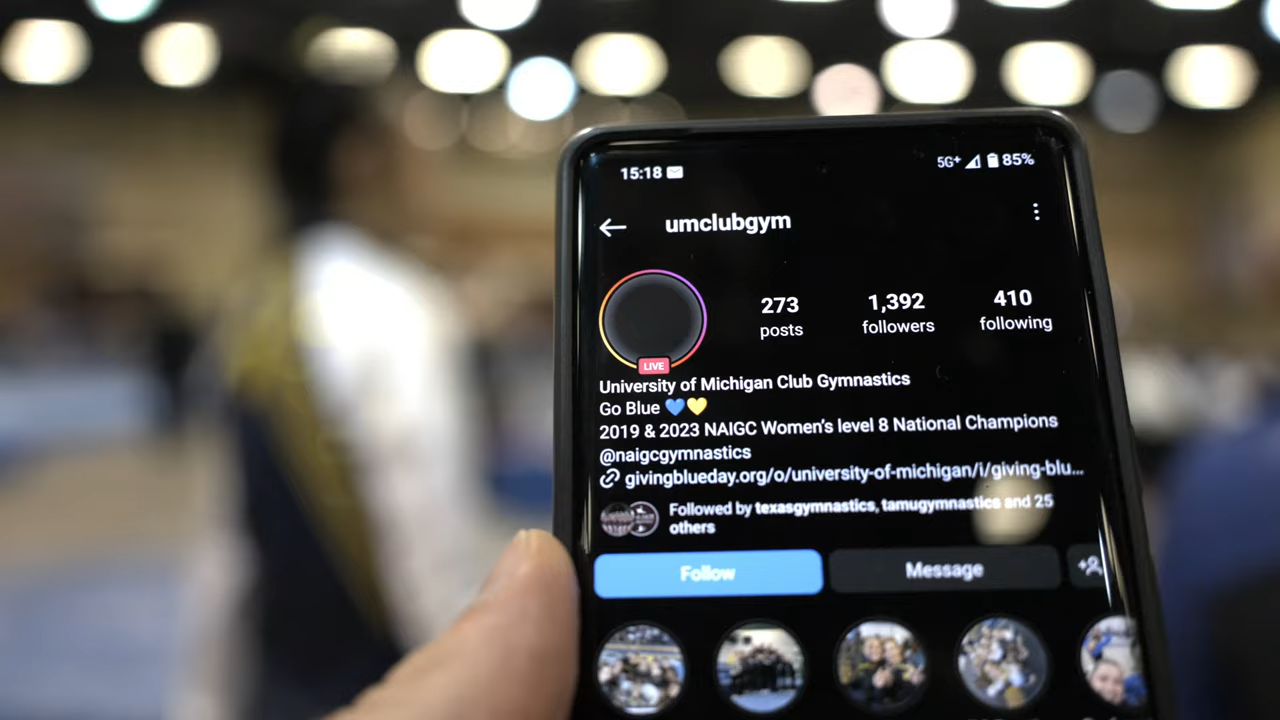 15:18
5G+ 85%
umclubgym
273 1,392 410
posts followers following
LIVE
University of Michigan Club Gymnastics
Go Blue 💙💛
2019 & 2023 NAIGC Women's level 8 National Champions
@naigcgymnastics
givingblueday.org/o/university-of-michigan/i/giving-blu...
Followed by texasgymnastics, tamugymnastics and 25
others
Follow Message